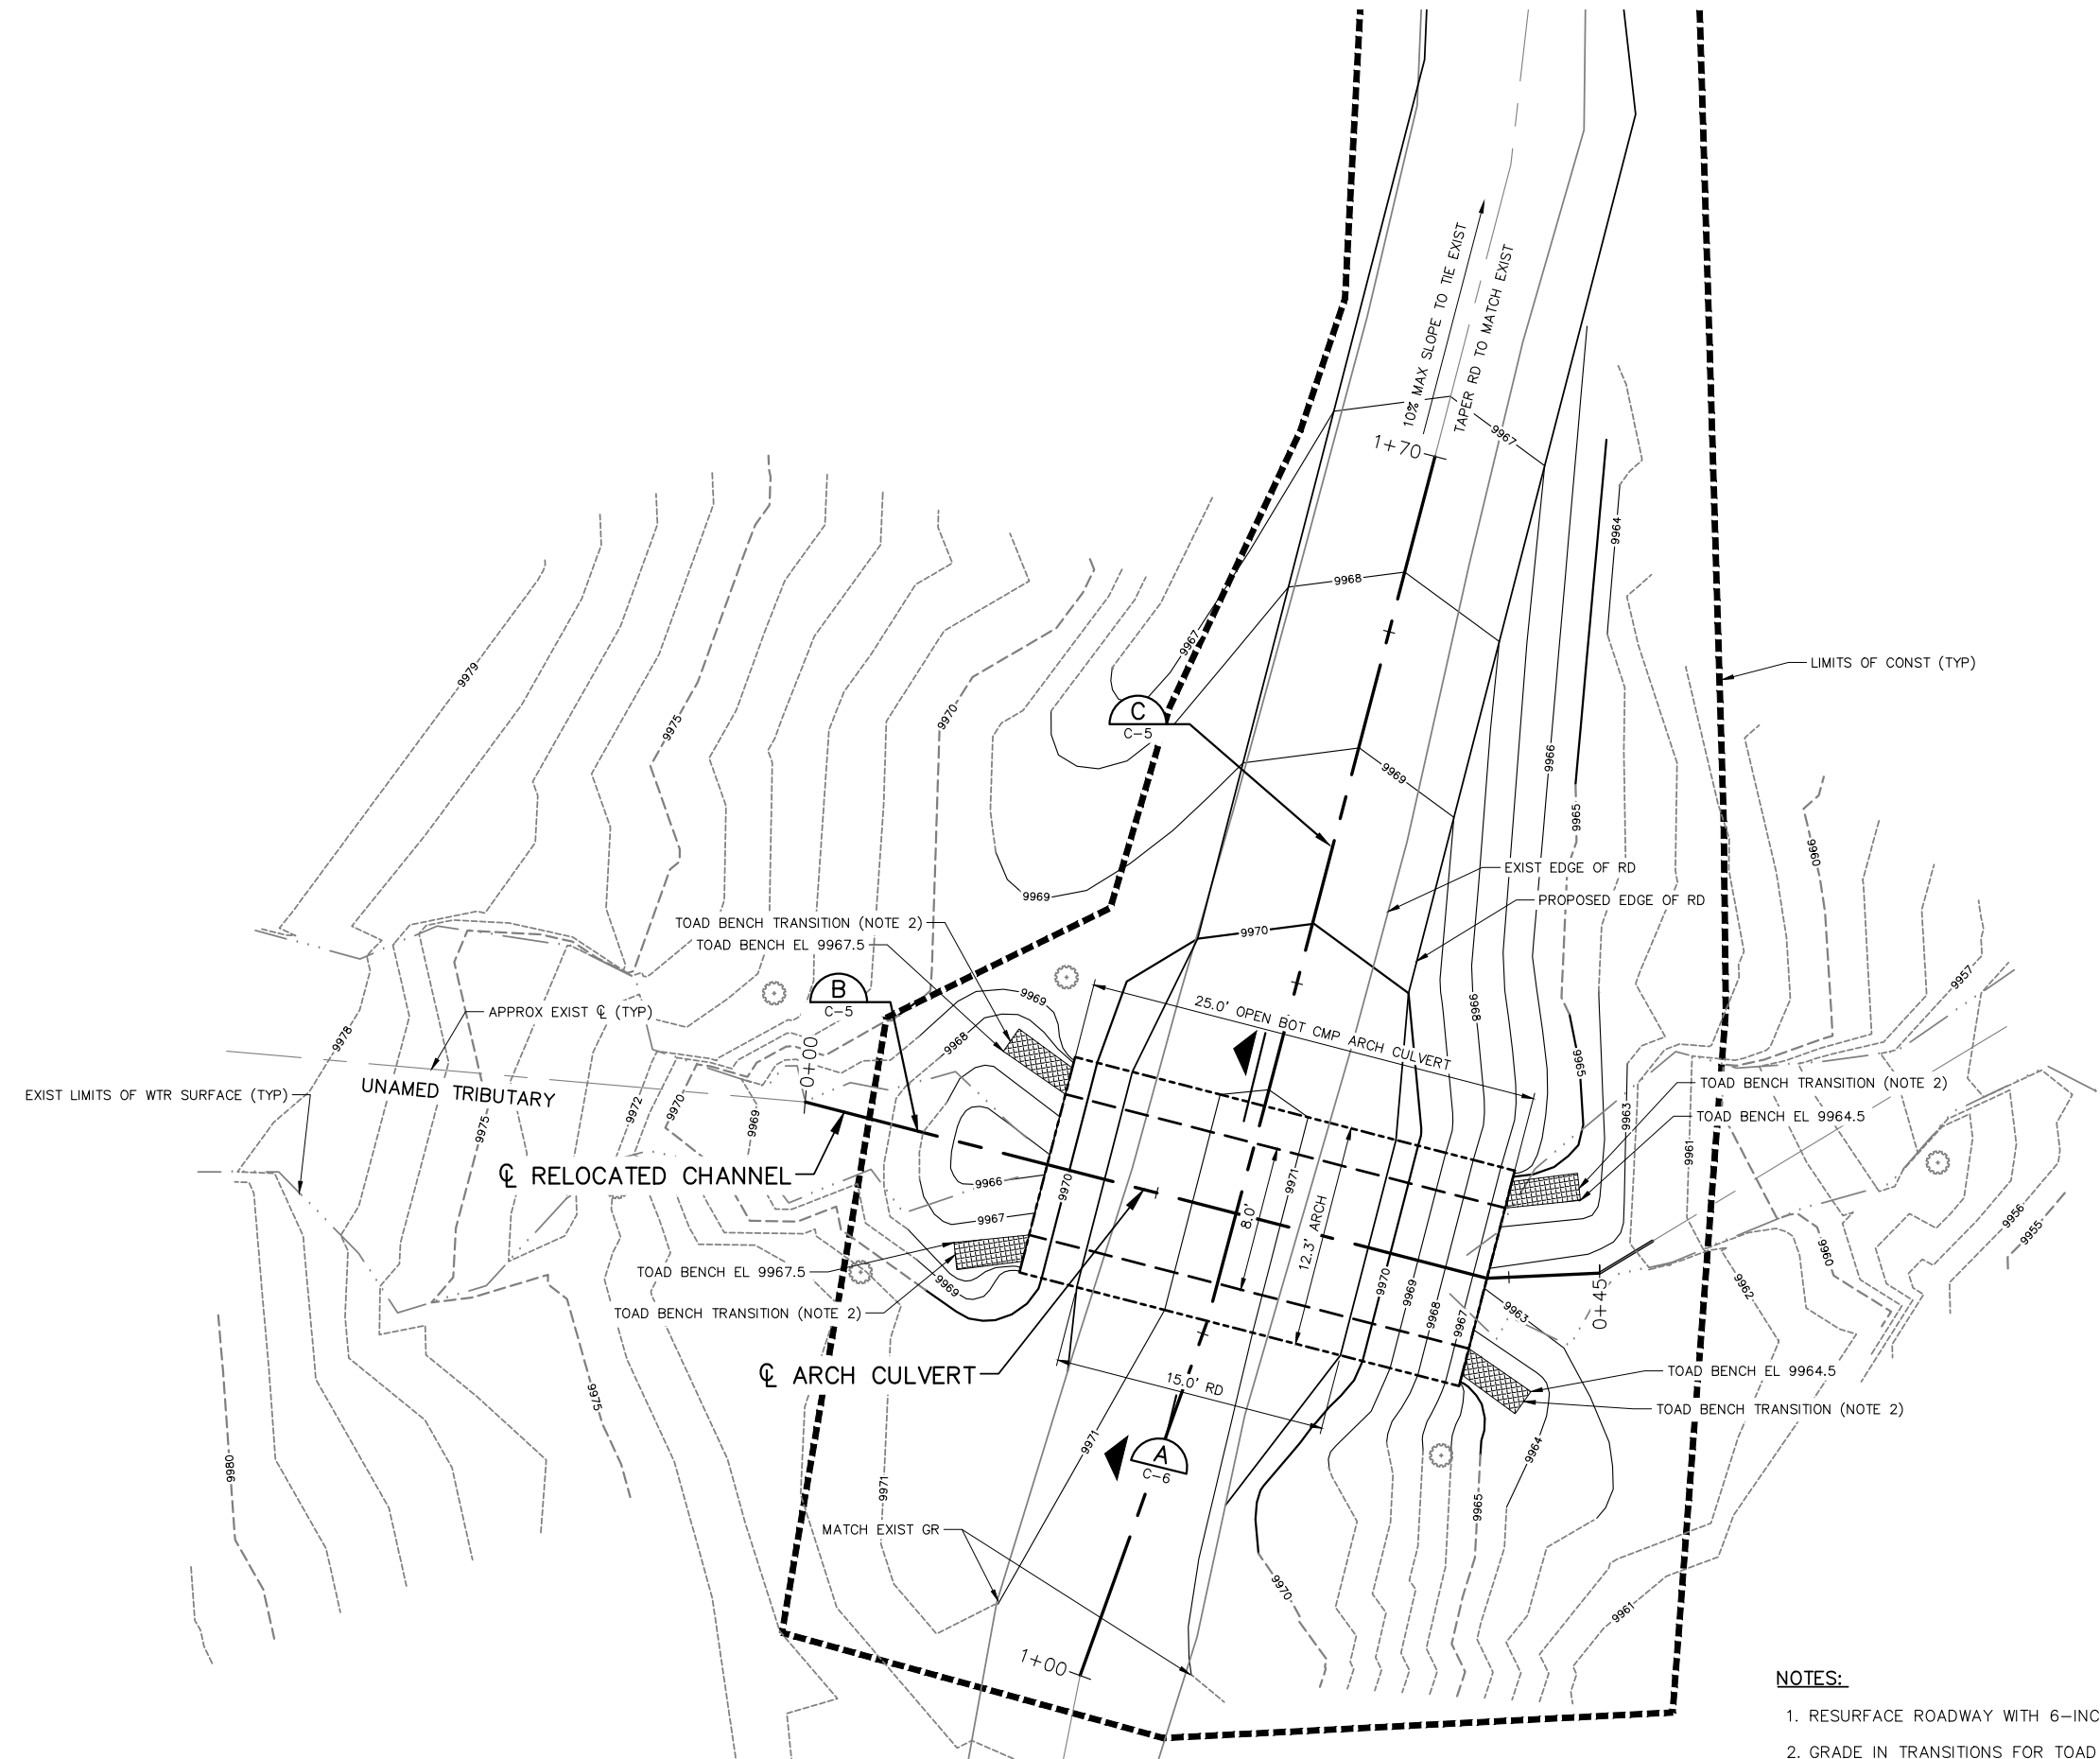 10% MAX SLOPE TO TIE EXIST
TAPER RD TO MATCH EXIST
1+70
9967
9964
9968
9967
9979
9975
9970
LIMITS OF CONST (TYP)
C
C-5
9969
9966
9965
9960
EXIST EDGE OF RD
PROPOSED EDGE OF RD
9969
TOAD BENCH TRANSITION (NOTE 2)
TOAD BENCH EL 9967.5
9970
9957
B
C-5
9969
9968
25.0' OPEN BOT CMP ARCH CULVERT
9968
APPROX EXIST ℄ (TYP)
9978
9965
0+00
EXIST LIMITS OF WTR SURFACE (TYP)
UNAMED TRIBUTARY
TOAD BENCH TRANSITION (NOTE 2)
TOAD BENCH EL 9964.5
9972
9970
9969
9975
9963
9961
℄ RELOCATED CHANNEL
9966
9970
9971
8.0'
12.3' ARCH
9967
9956
9955
9960
TOAD BENCH EL 9967.5
9969
9970
9969
9968
9967
9963
0+45
9962
TOAD BENCH TRANSITION (NOTE 2)
℄ ARCH CULVERT
15.0' RD
TOAD BENCH EL 9964.5
TOAD BENCH TRANSITION (NOTE 2)
9975
9971
9964
A
C-6
9980
9971
9965
MATCH EXIST GR
9970
9961
1+00
NOTES:
1. RESURFACE ROADWAY WITH 6-INC
2. GRADE IN TRANSITIONS FOR TOAD